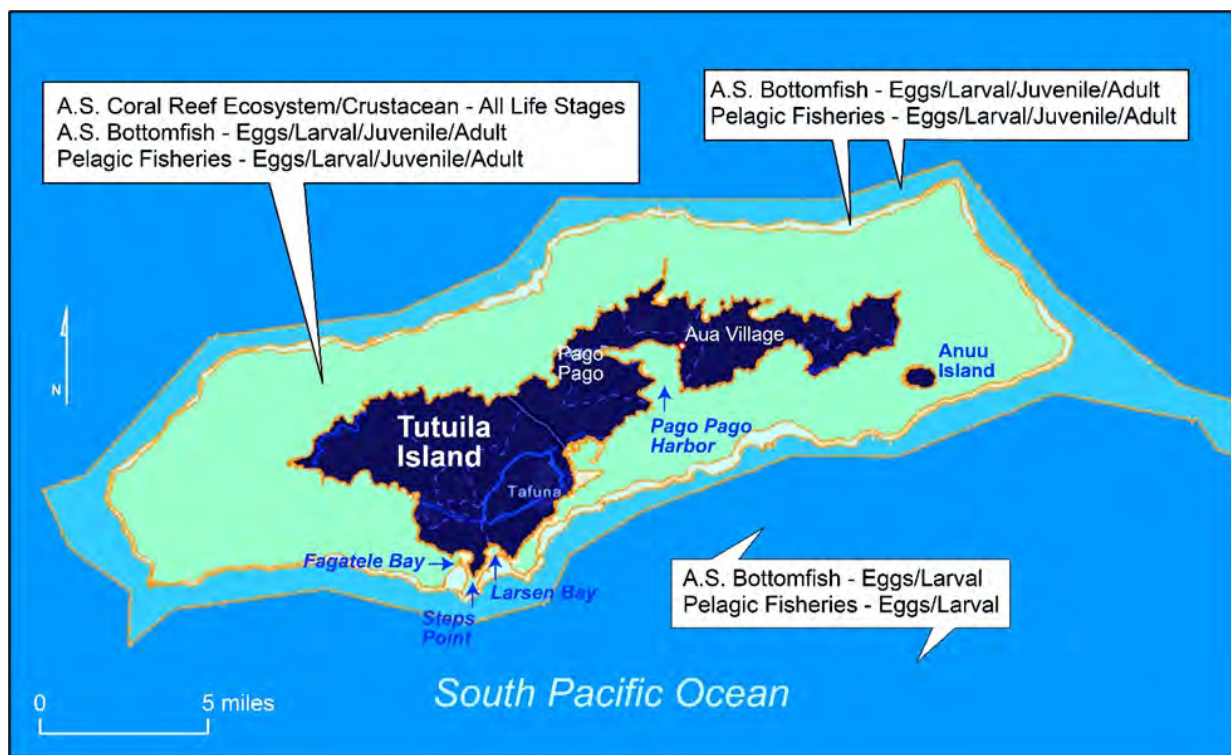 A.S. Coral Reef Ecosystem/Crustacean - All Life Stages
A.S. Bottomfish - Eggs/Larval/Juvenile/Adult
Pelagic Fisheries - Eggs/Larval/Juvenile/Adult
A.S. Bottomfish - Eggs/Larval/Juvenile/Adult
Pelagic Fisheries - Eggs/Larval/Juvenile/Adult
N
Aua Village
Pago
Pago
Anuu
Island
Pago Pago
Harbor
Tutuila
Island
Tafuna
Fagatele Bay
Larsen Bay
Steps
Point
A.S. Bottomfish - Eggs/Larval
Pelagic Fisheries - Eggs/Larval
South Pacific Ocean
0 5 miles